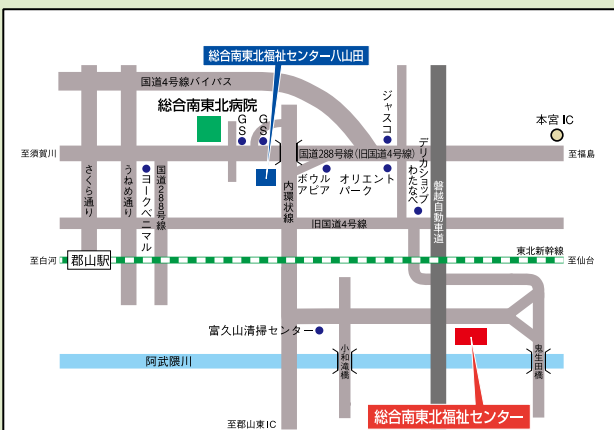 総合南東北福祉センター八山田
国道4号線バイパス
総合南東北病院
GS
GS
ジャスコ
本宮IC
至須賀川
国道288号線(旧国道4号線)
至福島
さくら通り
うねめ通り
ヨークベニマル
国道288号線
内環状線
ボウル
アピア
オリエント
パーク
デリカショップ
わたなべ
磐越自動車道
旧国道4号線
東北新幹線
至白河
郡山駅
至仙台
富久山清掃センター
阿武隈川
小和滝橋
鬼生田橋
総合南東北福祉センター
至郡山東IC